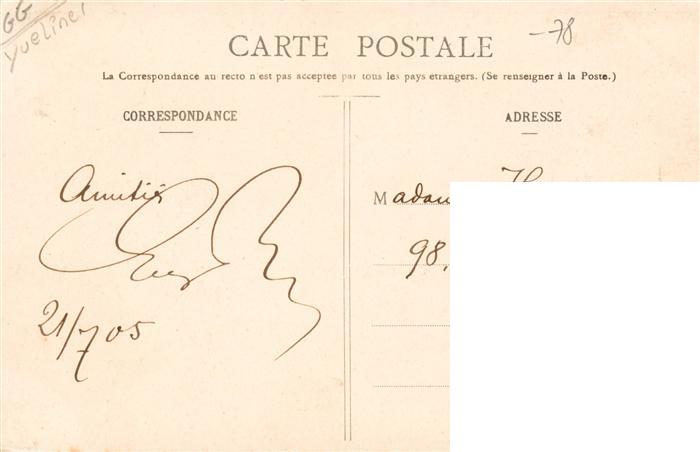 GG
Yvelines
-78
CARTE POSTALE
La Correspondance au recto n'est pas acceptee par tous les pays etrangers. (Se renseigner à la Poste.)
CORRESPONDANCE
Amitiés
21/7 05
ADRESSE
Madam
98,